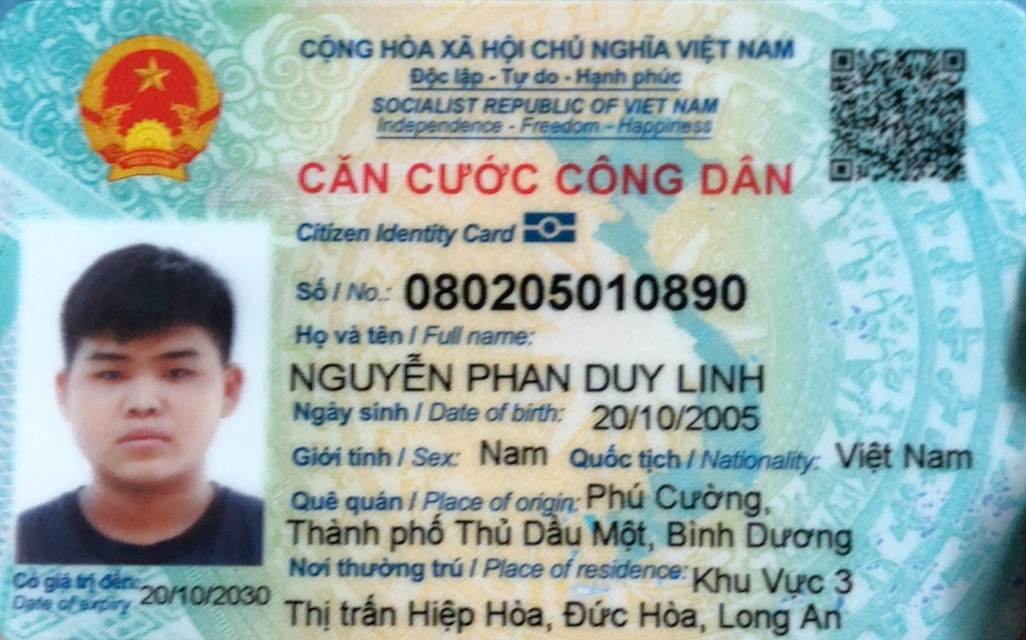 CỘNG HÒA XÃ HỘI CHỦ NGHĨA VIỆT NAM
Độc lập - Tự do - Hạnh phúc
SOCIALIST REPUBLIC OF VIET NAM
Independence - Freedom - Happiness
CĂN CƯỚC CÔNG DÂN
Citizen Identity Card
Số / No.: 080205010890
Họ và tên / Full name:
NGUYỄN PHAN DUY LINH
Ngày sinh / Date of birth: 20/10/2005
Giới tính / Sex: Nam Quốc tịch / Nationality: Việt Nam
Quê quán / Place of origin: Phú Cường,
Thành phố Thủ Dầu Một, Bình Dương
Nơi thường trú / Place of residence: Khu Vực 3
Thị trấn Hiệp Hòa, Đức Hòa, Long An
Có giá trị đến: 20/10/2030
Date of expiry